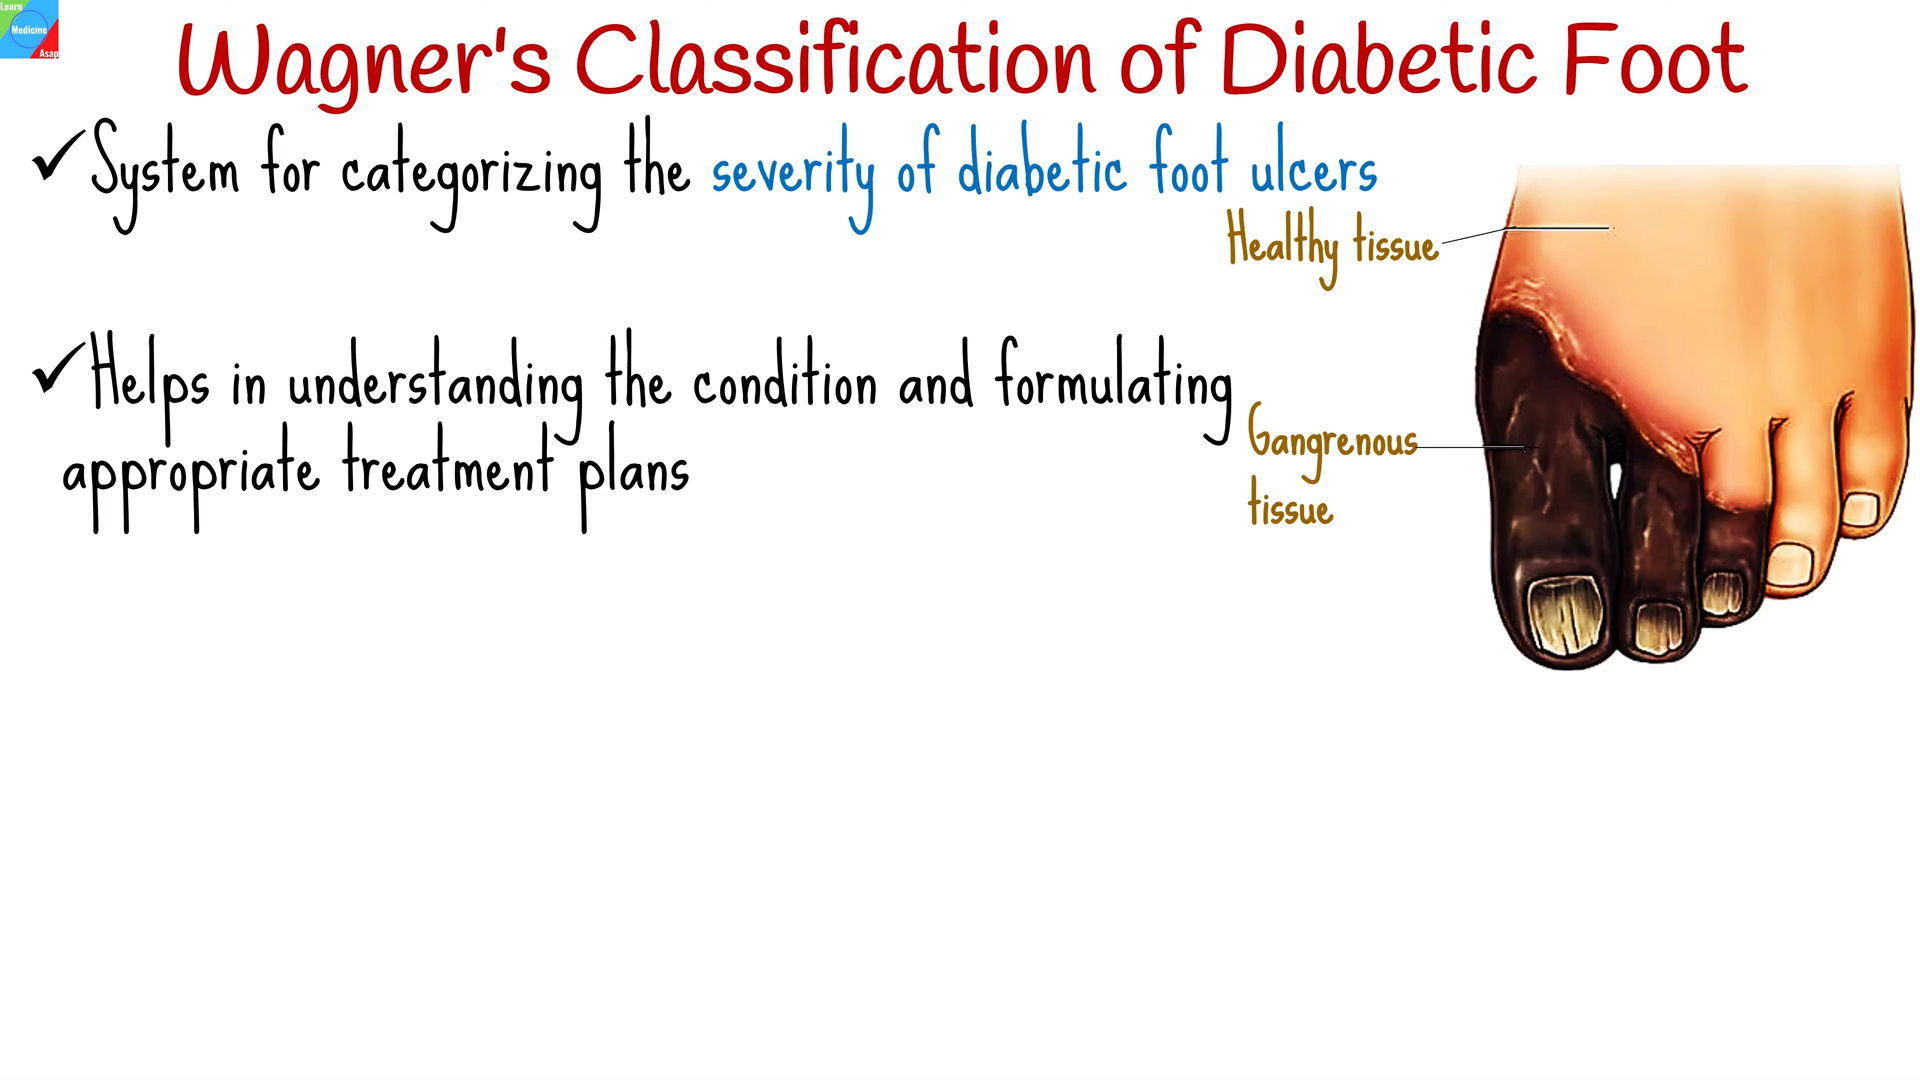 Learn
Medicine
Asap
Wagner's Classification of Diabetic Foot
✓System for categorizing the severity of diabetic foot ulcers
Healthy tissue
✓Helps in understanding the condition and formulating
appropriate treatment plans
Gangrenous
tissue